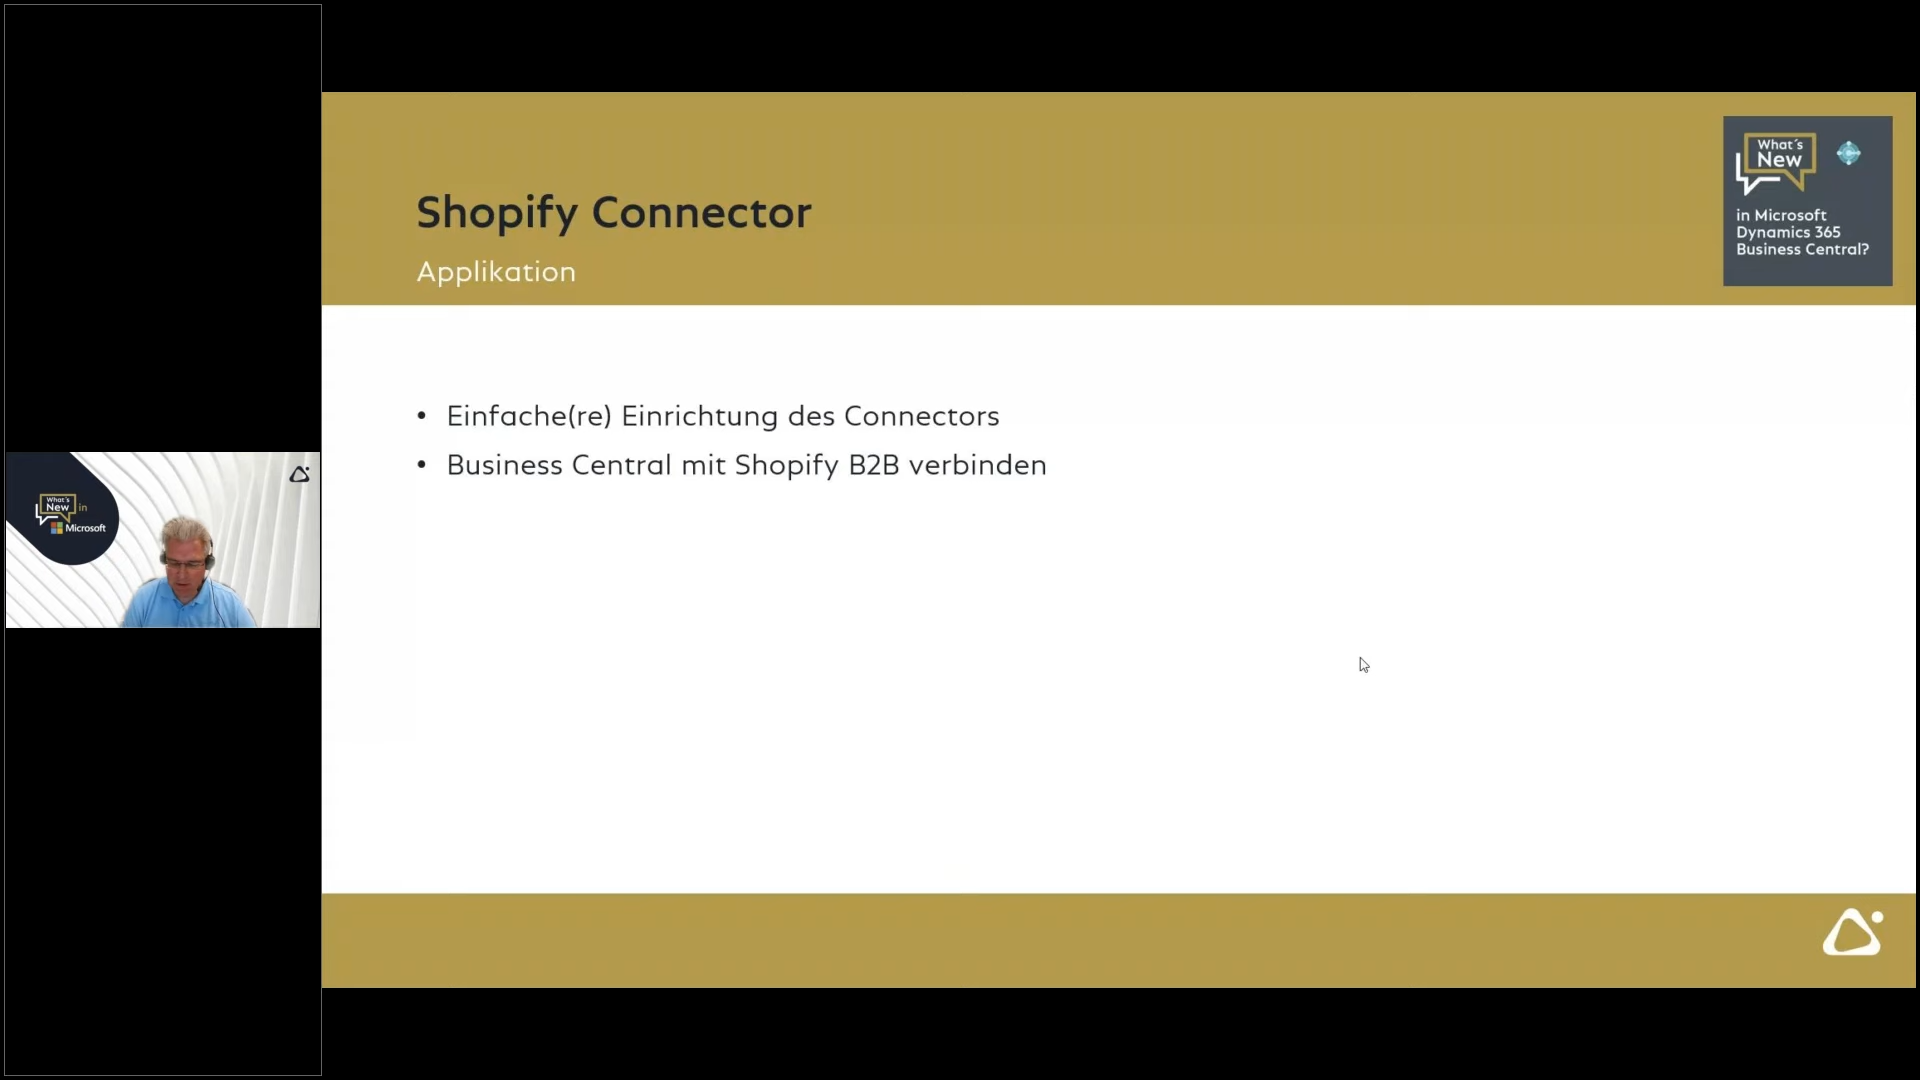 Shopify Connector
Applikation
What's
New
in Microsoft
Dynamics 365
Business Central?
• Einfache(re) Einrichtung des Connectors
• Business Central mit Shopify B2B verbinden
What's
New in
Microsoft